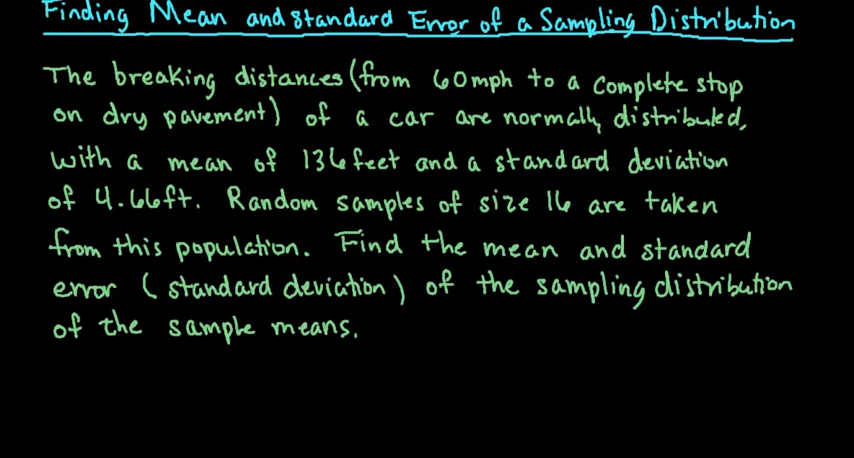 Finding Mean and Standard Error of a Sampling Distribution
The breaking distances (from 60mph to a complete stop
on dry pavement) of a car are normally distributed,
with a mean of 136 feet and a standard deviation
of 4.66ft. Random samples of size 16 are taken
from this population. Find the mean and standard
error (standard deviation) of the sampling distribution
of the sample means.